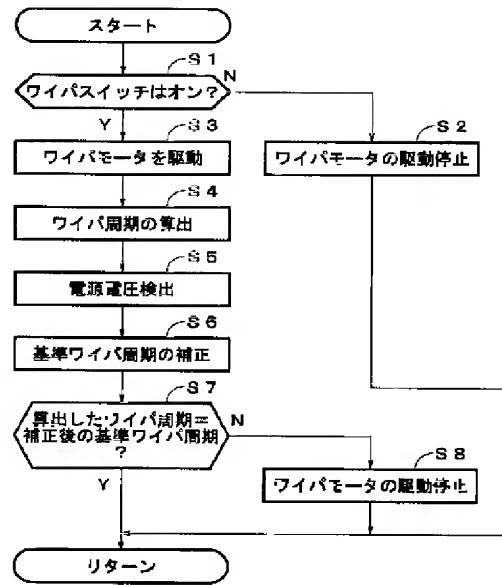 スタート
S1
ワイパスイッチはオン?
N
Y
S3
ワイパモータを駆動
S2
ワイパモータの駆動停止
S4
ワイパ周期の算出
S5
電源電圧検出
S6
基準ワイパ周期の補正
S7
算出したワイパ周期=
補正後の基準ワイパ周期
?
N
Y
S8
ワイパモータの駆動停止
リターン